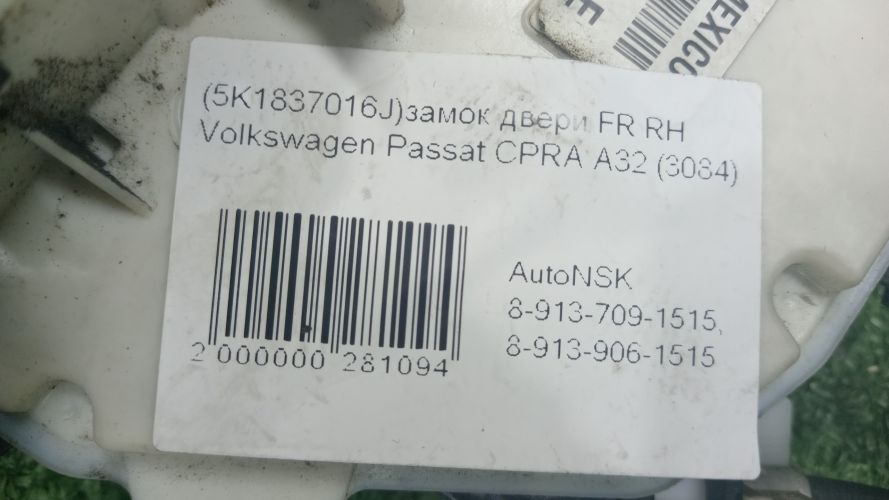 E
MEXICO
(5K1837016J)замок двери FR RH
Volkswagen Passat CPRA A32 (3084)
AutoNSK
8-913-709-1515,
8-913-906-1515
2 000000 281094